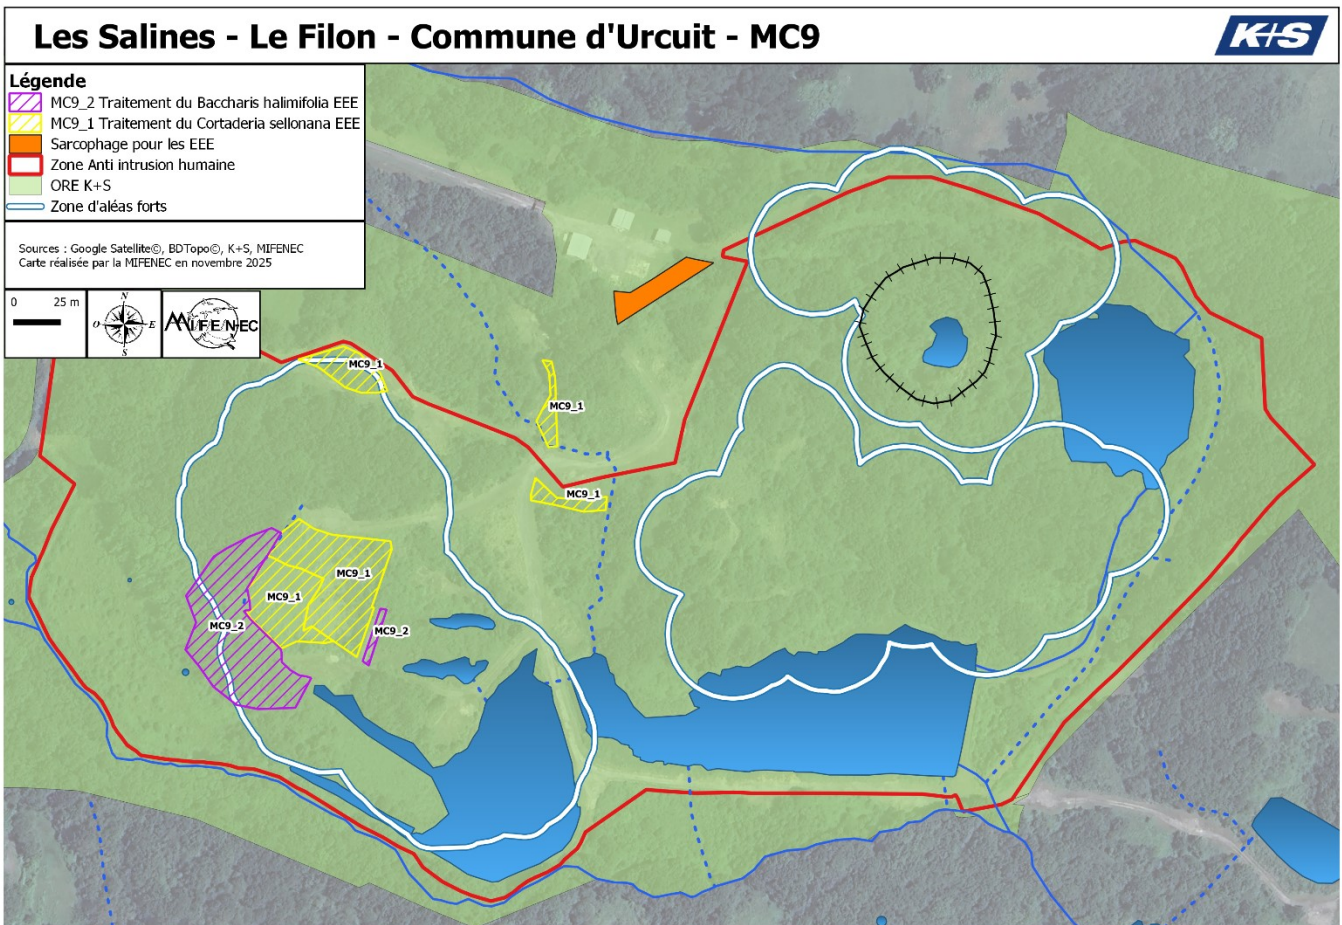 Les Salines - Le Filon - Commune d'Urcuit - MC9
K+S
Légende
MC9_2 Traitement du Baccharis halimifolia EEE
MC9_1 Traitement du Cortaderia sellonana EEE
Sarcophage pour les EEE
Zone Anti intrusion humaine
ORE K+S
Zone d'aléas forts
Sources : Google Satellite©, BDTopo©, K+S, MIFENEC
Carte réalisée par la MIFENEC en novembre 2025
0 25 m
N
O E
S
MIFENEC
MC9_1
MC9_1
MC9_1
MC9_1
MC9_1
MC9_2
MC9_2